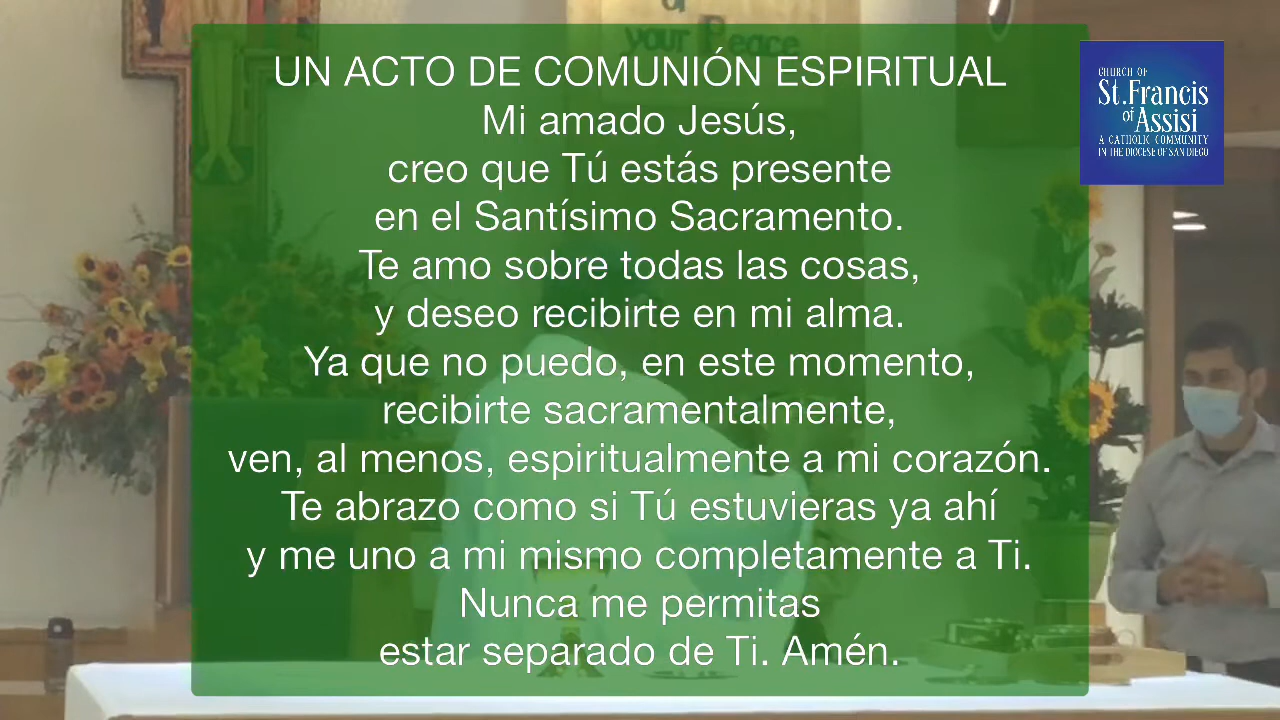 of
your Peace
UN ACTO DE COMUNIÓN ESPIRITUAL
Mi amado Jesús,
creo que Tú estás presente
en el Santísimo Sacramento.
Te amo sobre todas las cosas,
y deseo recibirte en mi alma.
Ya que no puedo, en este momento,
recibirte sacramentalmente,
ven, al menos, espiritualmente a mi corazón.
Te abrazo como si Tú estuvieras ya ahí
y me uno a mi mismo completamente a Ti.
Nunca me permitas
estar separado de Ti. Amén.
CHURCH OF
St. Francis
of
Assisi
A CATHOLIC COMMUNITY
IN THE DIOCESE OF SAN DIEGO